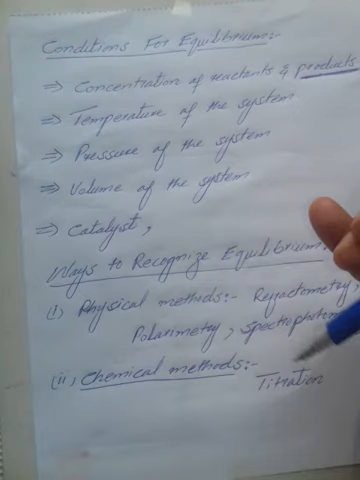 Conditions For Equilibrium:-
⇒ Concentration of reactants & products
⇒ Temperature of the system
⇒ Pressure of the system
⇒ Volume of the system
⇒ Catalyst,
Ways to Recognize Equilibrium:
(i) Physical methods:- Refractometry,
Polarimetry, spectrophotom
(ii) Chemical methods:-
Titration